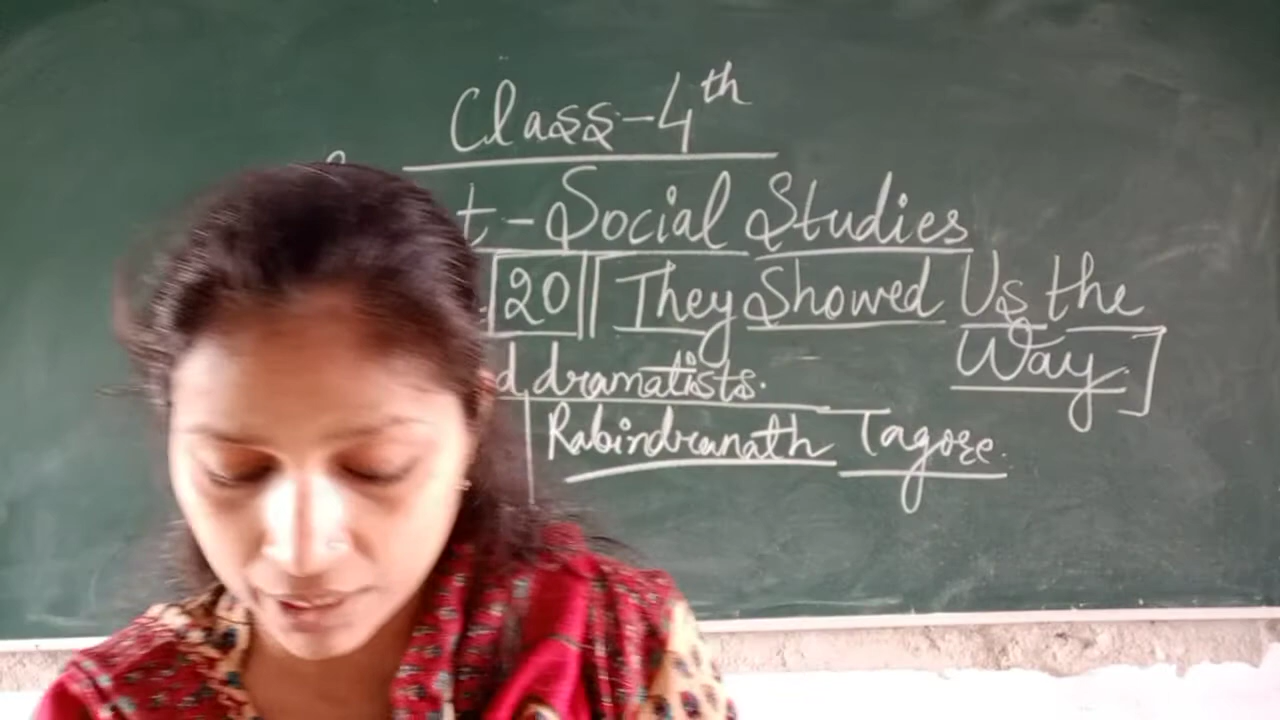 Class-4th
t-Social Studies
20 They Showed Us the
Way]
d dramatists.
Rabindranath Tagore.